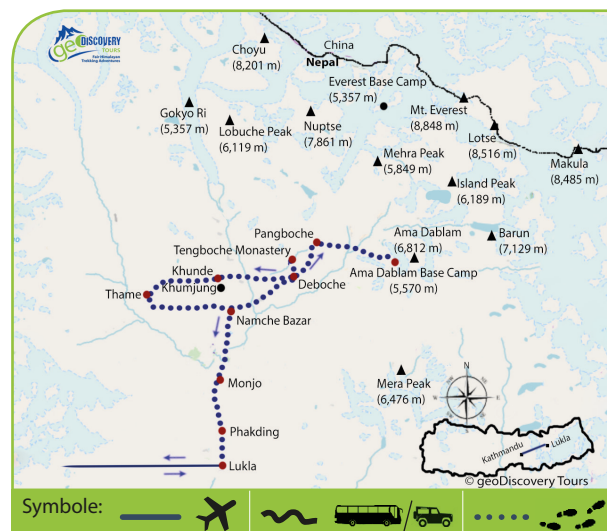 geo DISCOVERY
TOURS
Fair Himalayan
Trekking Adventures
Choyu
(8,201 m)
China
Nepal
Everest Base Camp
(5,357 m)
Gokyo Ri
(5,357 m)
Lobuche Peak
(6,119 m)
Nuptse
(7,861 m)
Mt. Everest
(8,848 m)
Lotse
(8,516 m)
Makula
(8,485 m)
Mehra Peak
(5,849 m)
Island Peak
(6,189 m)
Pangboche
Ama Dablam
(6,812 m)
Barun
(7,129 m)
Tengboche Monastery
Ama Dablam Base Camp
(5,570 m)
Khunde
Deboche
Khumjung
Thame
Namche Bazar
Mera Peak
(6,476 m)
N
W
E
S
Monjo
Phakding
Lukla
Kathmandu
Lukla
© geoDiscovery Tours
Symbole: